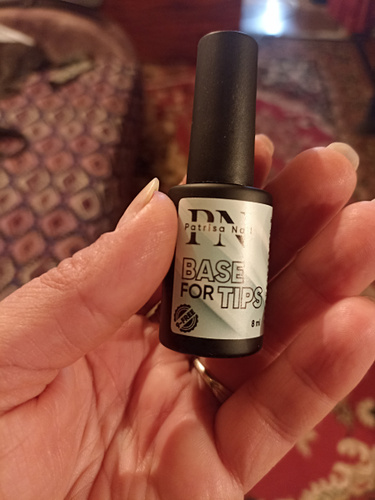 PN
Patrisa Nail
BASE
FOR TIPS
8 ml